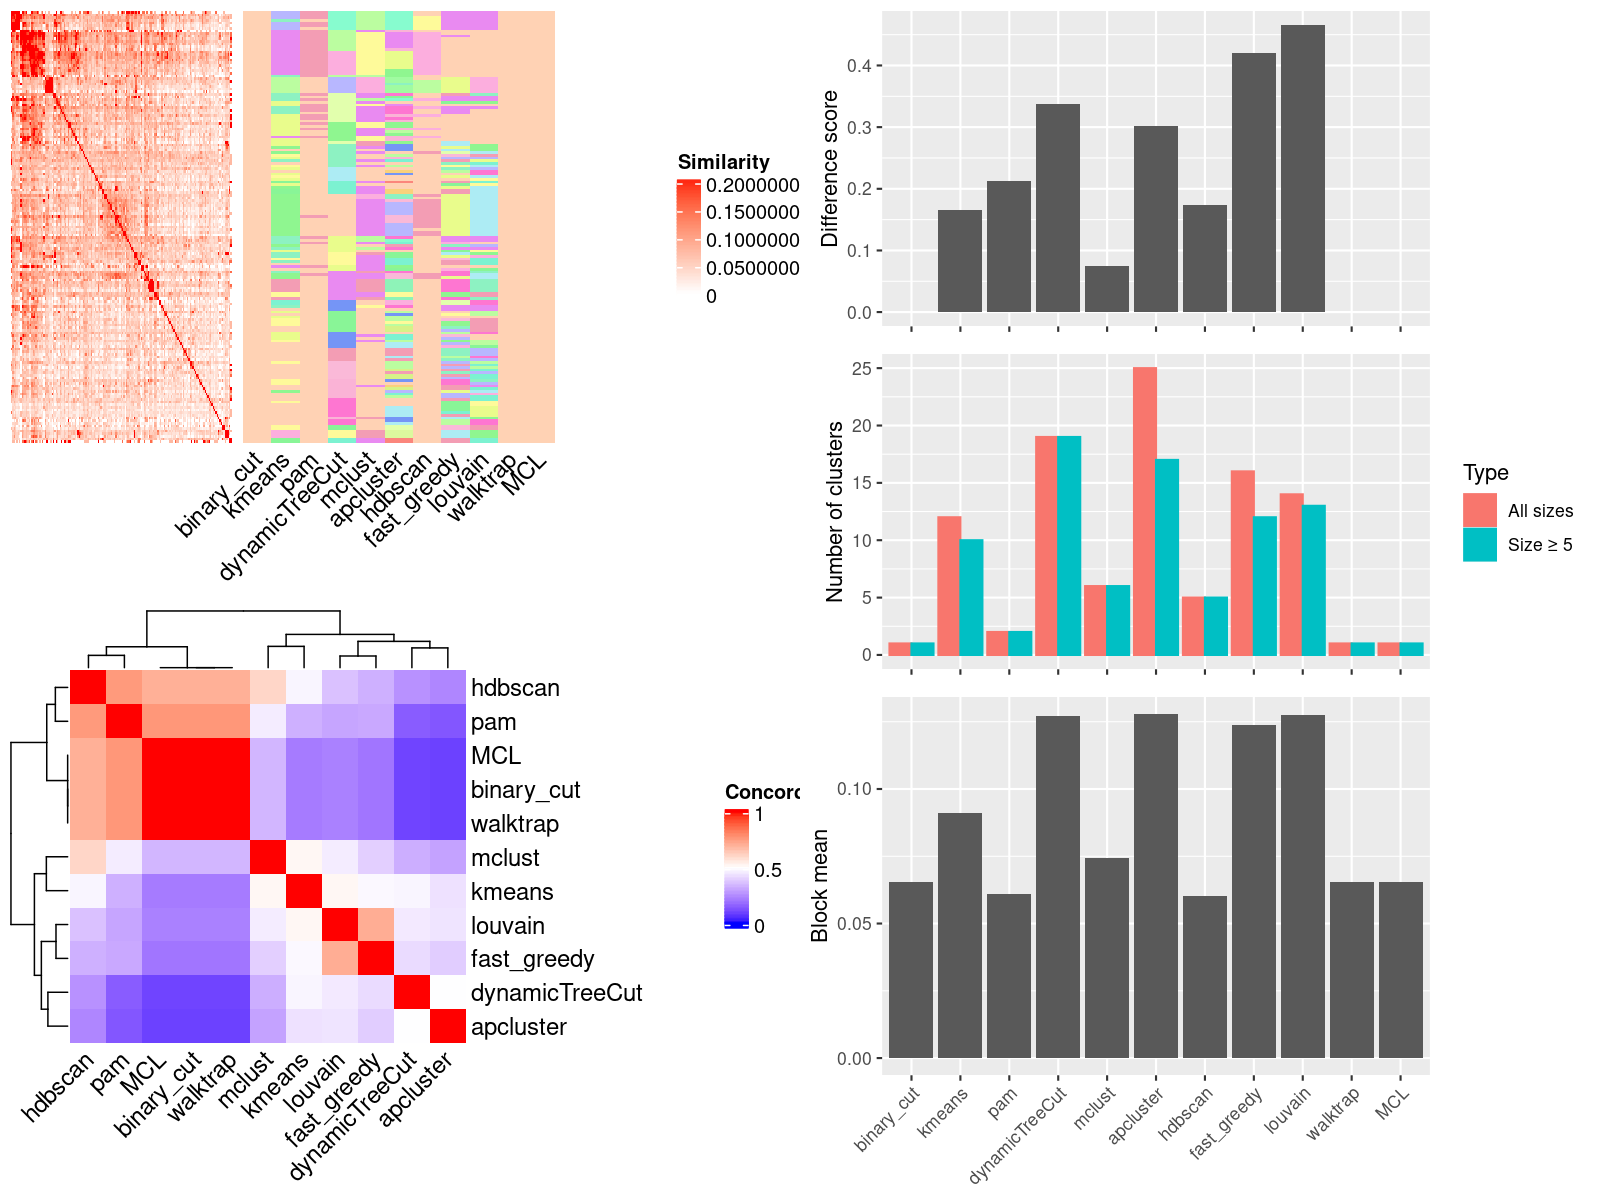 Similarity
0.2000000
0.1500000
0.1000000
0.0500000
0
binary_cut
kmeans
pam
dynamicTreeCut
mclust
apcluster
hdbscan
fast_greedy
louvain
walktrap
MCL
hdbscan
pam
MCL
binary_cut
walktrap
mclust
kmeans
louvain
fast_greedy
dynamicTreeCut
apcluster
hdbscan
pam
MCL
binary_cut
walktrap
mclust
kmeans
louvain
fast_greedy
dynamicTreeCut
apcluster
Concorc
1
0.5
0
Difference score
0.4
0.3
0.2
0.1
0.0
Number of clusters
25
20
15
10
5
0
Type
All sizes
Size ≥ 5
Block mean
0.10
0.05
0.00
binary_cut
kmeans
pam
dynamicTreeCut
mclust
apcluster
hdbscan
fast_greedy
louvain
walktrap
MCL